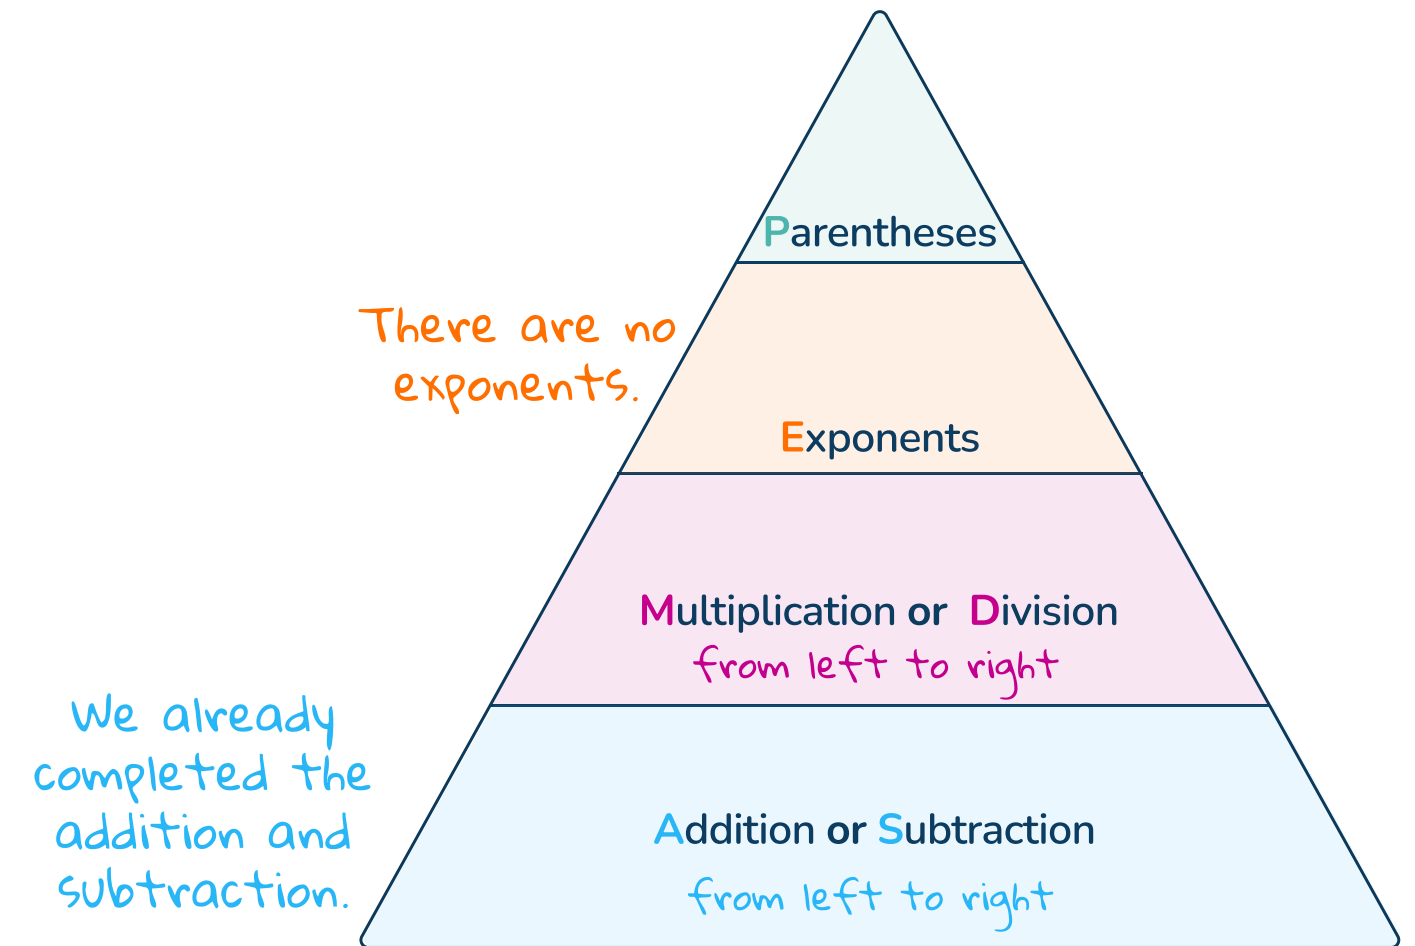 Parentheses
There are no
exponents.
Exponents
Multiplication or Division
from left to right
We already
completed the
addition and
subtraction.
Addition or Subtraction
from left to right